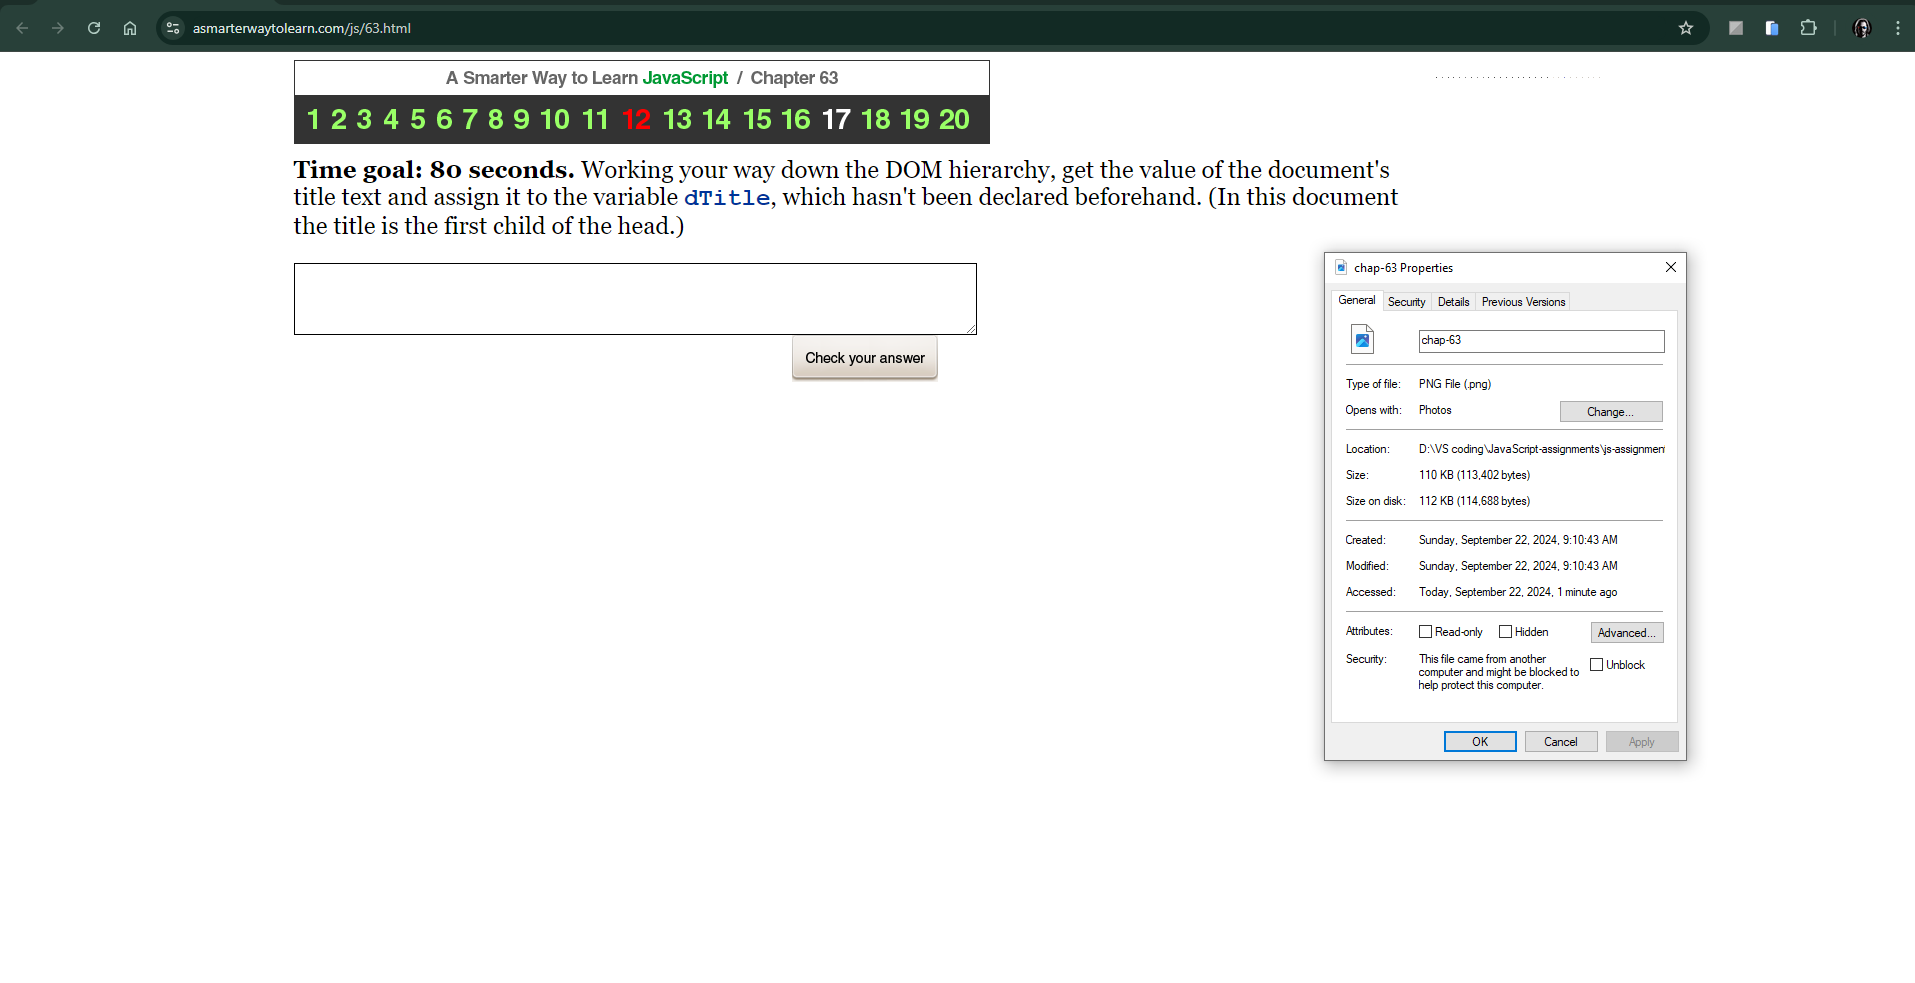 asmarterwaytolearn.com/js/63.html
A Smarter Way to Learn JavaScript / Chapter 63
1 2 3 4 5 6 7 8 9 10 11 12 13 14 15 16 17 18 19 20
Time goal: 80 seconds. Working your way down the DOM hierarchy, get the value of the document's
title text and assign it to the variable dTitle, which hasn't been declared beforehand. (In this document
the title is the first child of the head.)
Check your answer
chap-63 Properties
General Security Details Previous Versions
chap-63
Type of file: PNG File (.png)
Opens with: Photos Change...
Location: D:\VS coding\JavaScript-assignments\js-assignment
Size: 110 KB (113,402 bytes)
Size on disk: 112 KB (114,688 bytes)
Created: Sunday, September 22, 2024, 9:10:43 AM
Modified: Sunday, September 22, 2024, 9:10:43 AM
Accessed: Today, September 22, 2024, 1 minute ago
Attributes: Read-only Hidden Advanced...
Security: This file came from another
computer and might be blocked to
help protect this computer.
Unblock
OK Cancel Apply